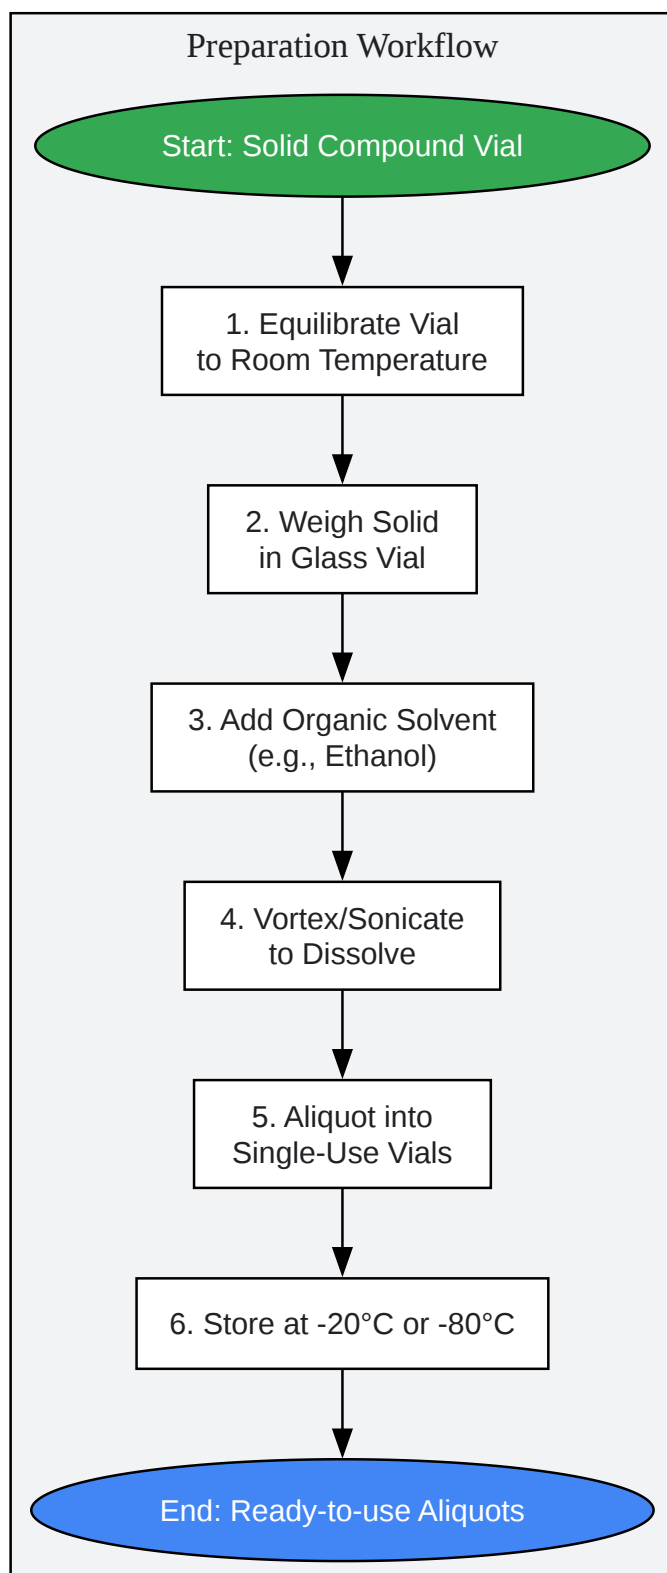 Preparation Workflow
Start: Solid Compound Vial
1. Equilibrate Vial
to Room Temperature
2. Weigh Solid
in Glass Vial
3. Add Organic Solvent
(e.g., Ethanol)
4. Vortex/Sonicate
to Dissolve
5. Aliquot into
Single-Use Vials
6. Store at -20°C or -80°C
End: Ready-to-use Aliquots